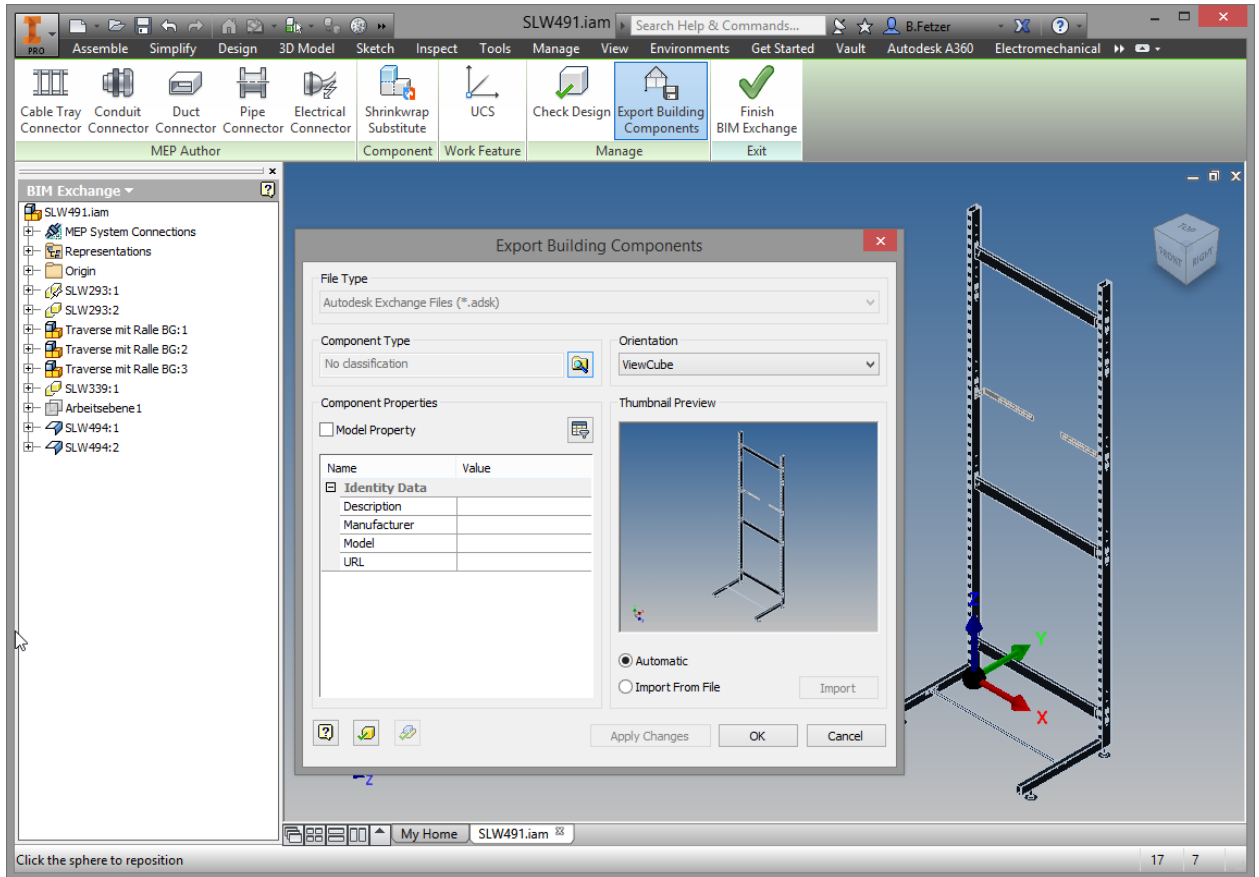 SLW491.iam
Search Help & Commands...
B.Fetzer
PRO
Assemble Simplify Design 3D Model Sketch Inspect Tools Manage View Environments Get Started Vault Autodesk A360 Electromechanical
Cable Tray Connector
Conduit Connector
Duct Connector
Pipe Connector
Electrical Connector
Shrinkwrap Substitute
UCS
Check Design
Export Building Components
Finish BIM Exchange
MEP Author Component Work Feature Manage Exit
BIM Exchange
SLW491.iam
MEP System Connections
Representations
Origin
SLW293:1
SLW293:2
Traverse mit Ralle BG:1
Traverse mit Ralle BG:2
Traverse mit Ralle BG:3
SLW339:1
Arbeitsebene1
SLW494:1
SLW494:2
Export Building Components
File Type
Autodesk Exchange Files (*.adsk)
Component Type
No classification
Orientation
ViewCube
Component Properties
Model Property
Name Value
Identity Data
Description
Manufacturer
Model
URL
Thumbnail Preview
Automatic
Import From File
Import
Apply Changes OK Cancel
TOP
FRONT RIGHT
Z
Y
X
Z
My Home SLW491.iam
Click the sphere to reposition
17 7